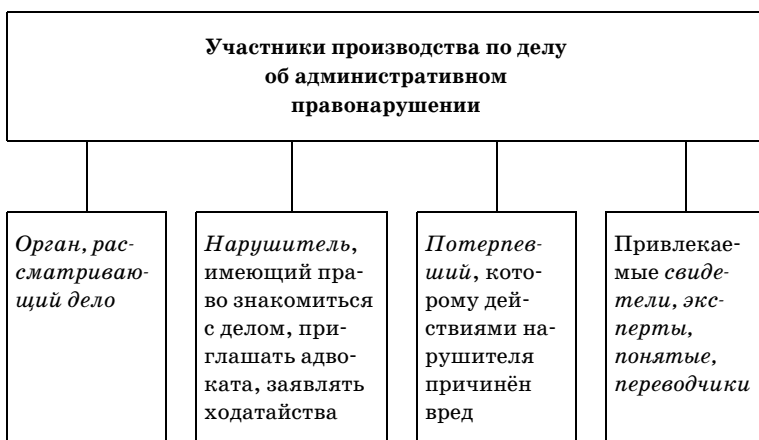 Участники производства по делу
об административном
правонарушении
Орган, рас-
сматриваю-
щий дело
Нарушитель,
имеющий пра-
во знакомиться
с делом, при-
глашать адво-
ката, заявлять
ходатайства
Потерпев-
ший, кото-
рому дей-
ствиями на-
рушителя
причинён
вред
Привлекае-
мые свиде-
тели, экс-
перты,
понятые,
переводчики